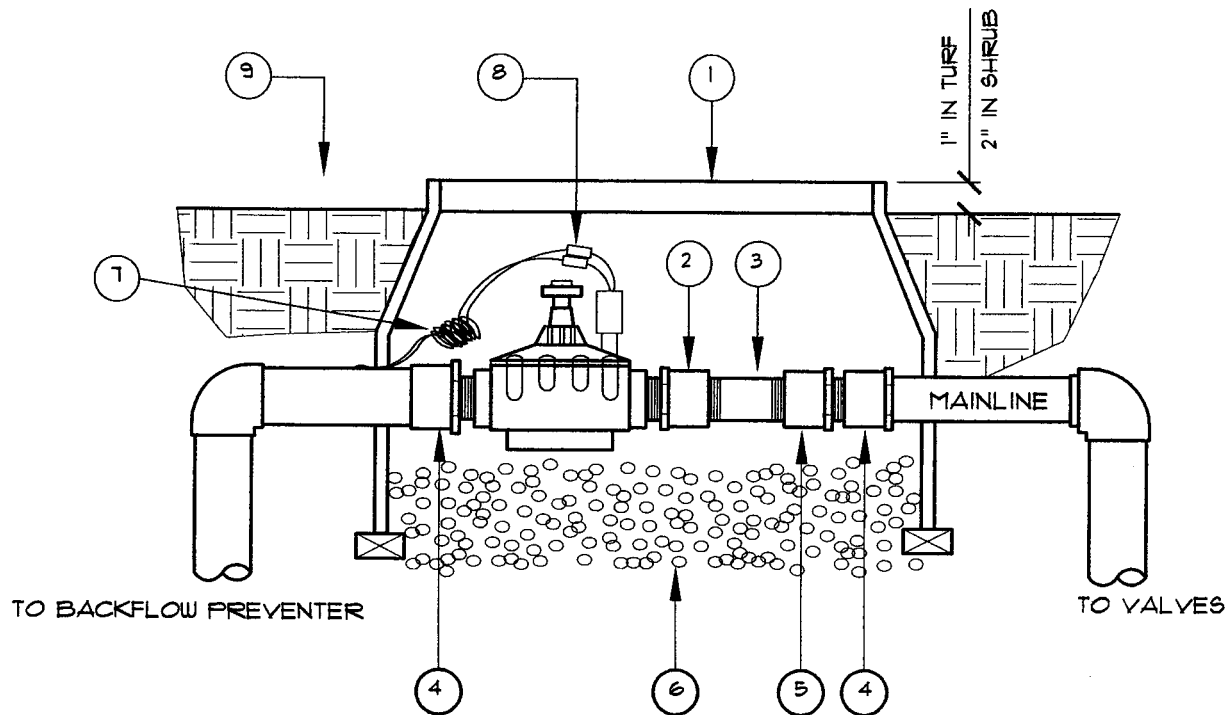 9
8
1
1" IN TURF
2" IN SHRUB
7
2
3
MAINLINE
TO BACKFLOW PREVENTER
TO VALVES
4
6
5
4